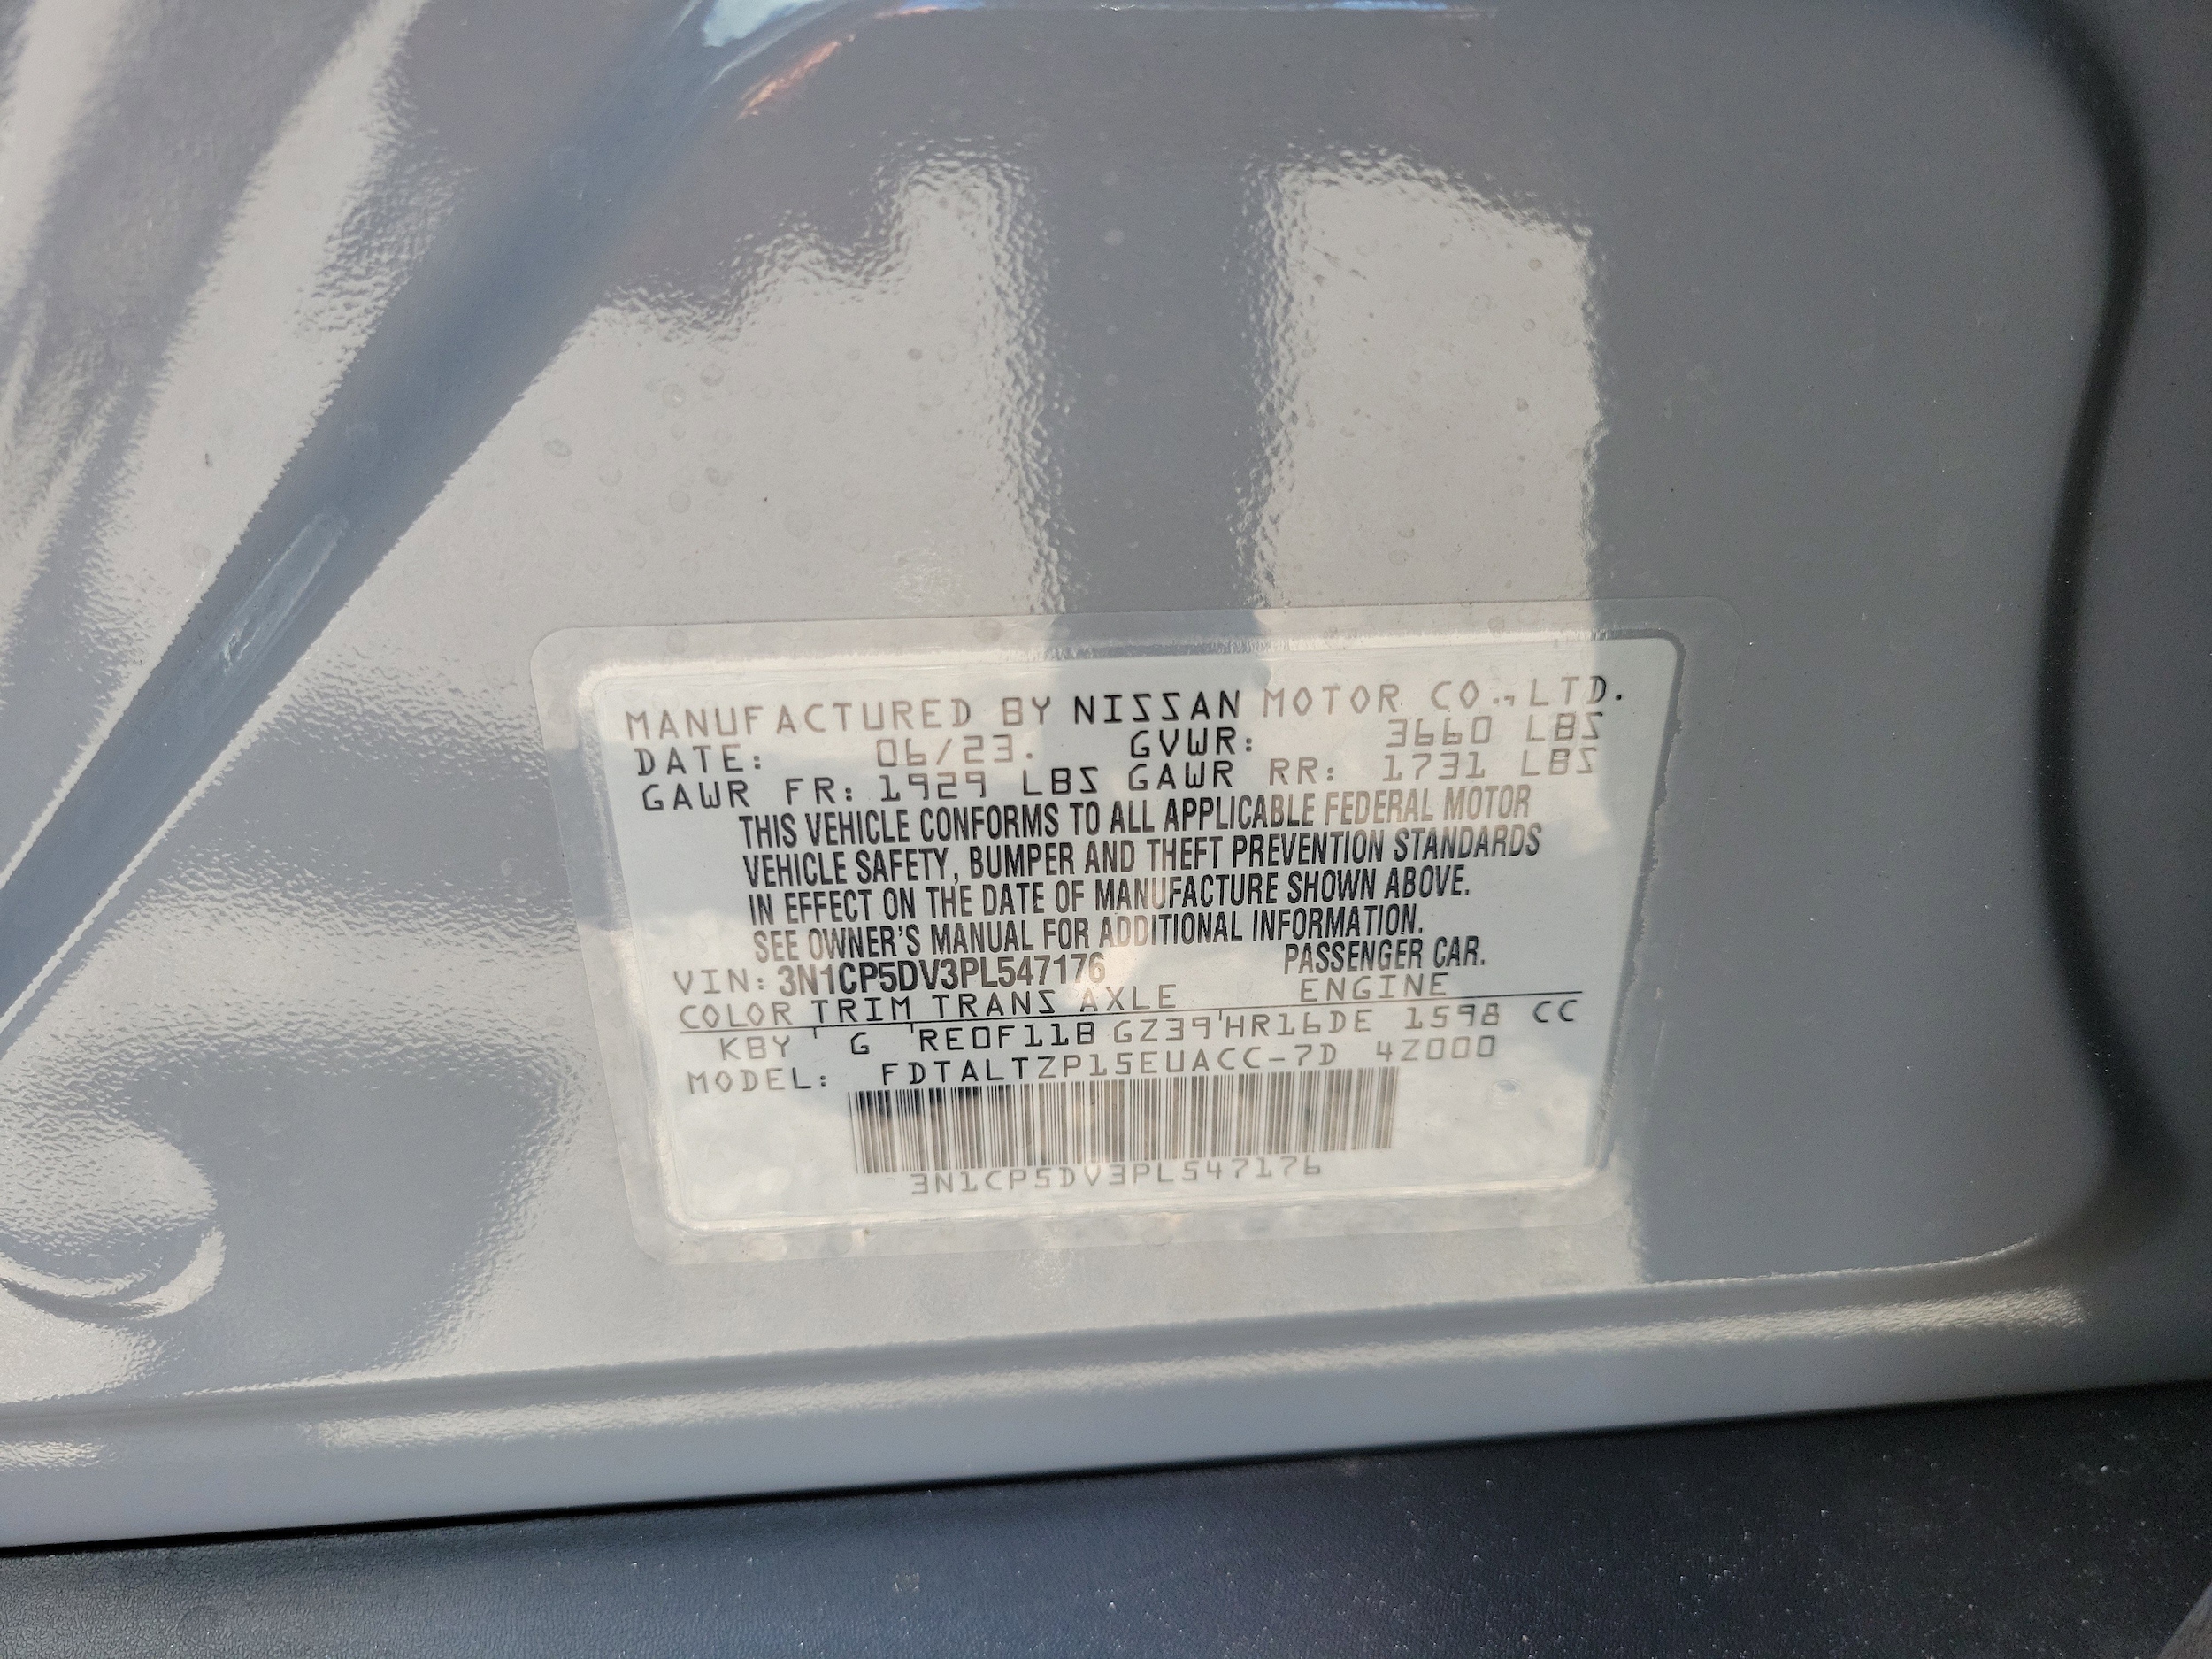 MANUFACTURED BY NISSAN MOTOR CO.,LTD.
DATE: 06/23. GVWR: 3660 LBS
GAWR FR: 1929 LBS GAWR RR: 1731 LBS
THIS VEHICLE CONFORMS TO ALL APPLICABLE FEDERAL MOTOR
VEHICLE SAFETY, BUMPER AND THEFT PREVENTION STANDARDS
IN EFFECT ON THE DATE OF MANUFACTURE SHOWN ABOVE.
SEE OWNER'S MANUAL FOR ADDITIONAL INFORMATION.
VIN: 3N1CP5DV3PL547176 PASSENGER CAR.
COLOR TRIM TRANS AXLE ENGINE
KBY G RE0F11B GZ39 HR16DE 1598 CC
MODEL: FDTALTZP15EUACC-7D 4Z000
3N1CP5DV3PL547176